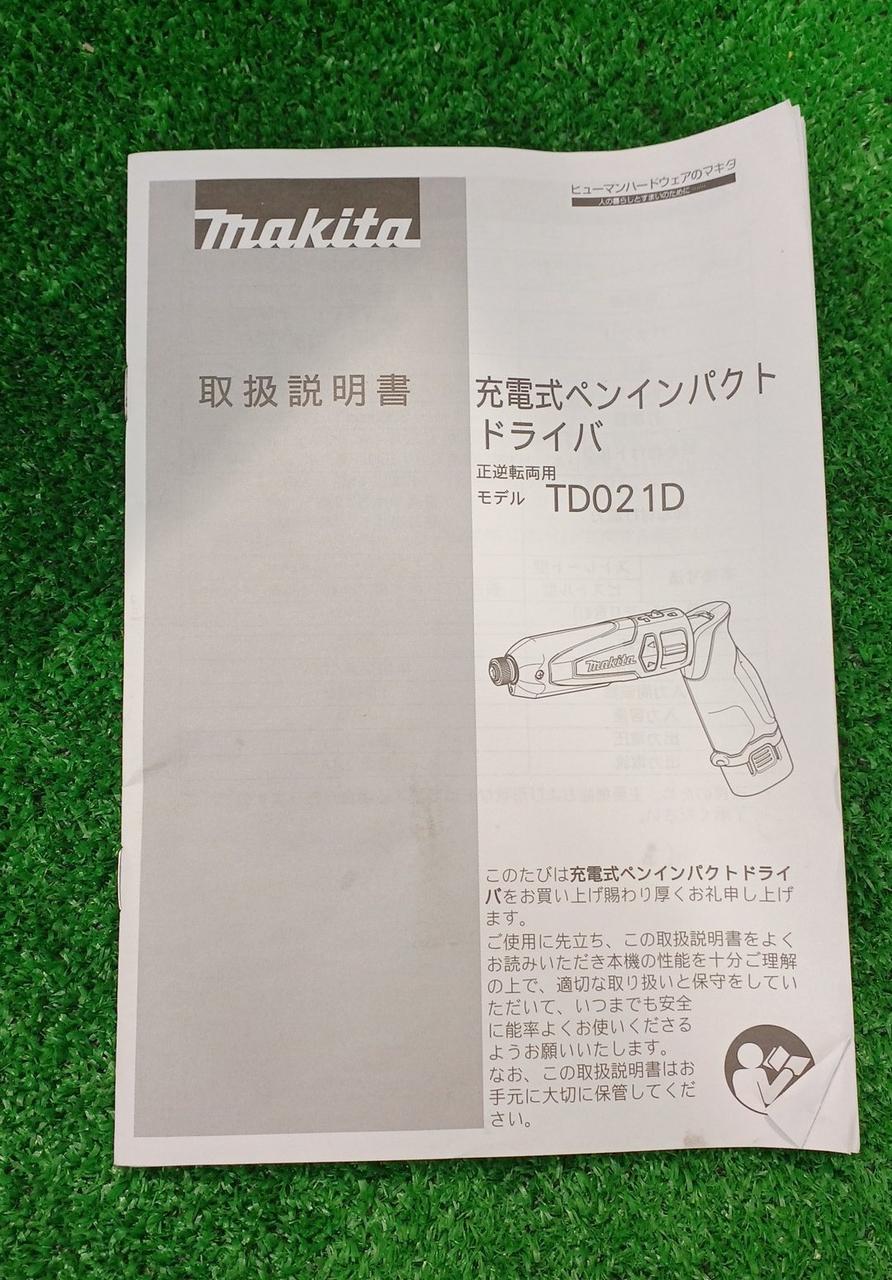 makita
ヒューマンハードウェアのマキタ
人の暮らしとすまいのために……
取扱説明書
充電式ペンインパクト
ドライバ
正逆転両用
モデル TD021D
makita
このたびは充電式ペンインパクトドライ
バをお買い上げ賜わり厚くお礼申し上げ
ます。
ご使用に先立ち、この取扱説明書をよく
お読みいただき本機の性能を十分ご理解
の上で、適切な取り扱いと保守をしてい
ただいて、いつまでも安全
に能率よくお使いくださる
ようお願いいたします。
なお、この取扱説明書はお
手元に大切に保管してくだ
さい。